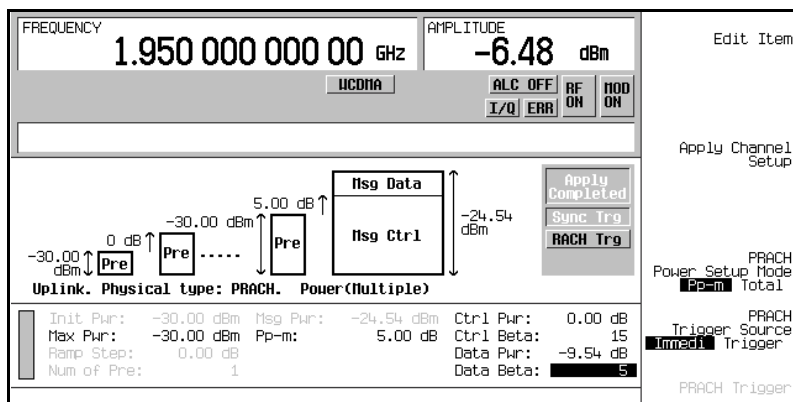 FREQUENCY
1.950 000 000 00 GHz
AMPLITUDE
-6.48 dBm
WCDMA
ALC OFF
I/Q
ERR
RF ON
MOD ON
-30.00 dBm
Pre
0 dB
Pre
.....
-30.00 dBm
Pre
5.00 dB
Msg Data
Msg Ctrl
-24.54 dBm
Apply Completed
Sync Trg
RACH Trg
Uplink. Physical type: PRACH. Power(Multiple)
Init Pwr: -30.00 dBm Msg Pwr: -24.54 dBm Ctrl Pwr: 0.00 dB
Max Pwr: -30.00 dBm Pp-m: 5.00 dB Ctrl Beta: 15
Ramp Step: 0.00 dB Data Pwr: -9.54 dB
Num of Pre: 1 Data Beta: 5
Edit Item
Apply Channel
Setup
PRACH
Power Setup Mode
Pp-m Total
PRACH
Trigger Source
Immedi Trigger
PRACH Trigger